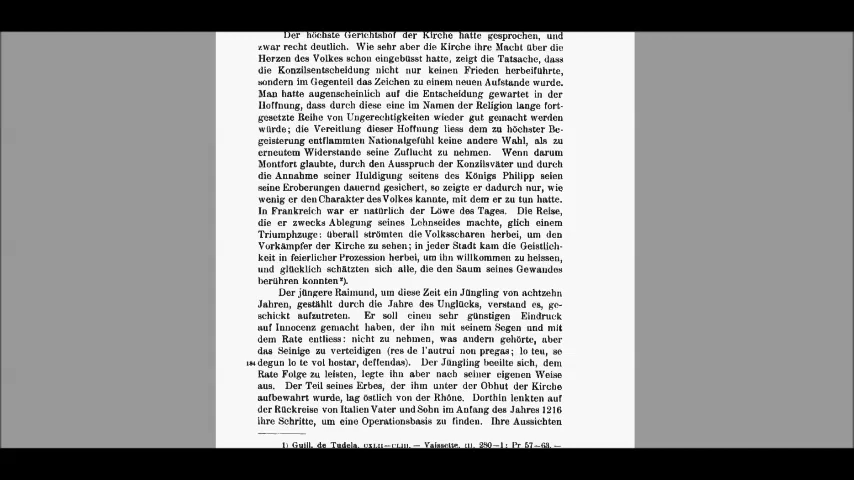 Der höchste Gerichtshof der Kirche hatte gesprochen, und
zwar recht deutlich. Wie sehr aber die Kirche ihre Macht über die
Herzen des Volkes schon eingebüsst hatte, zeigt die Tatsache, dass
die Konzilsentscheidung nicht nur keinen Frieden herbeiführte,
sondern im Gegenteil das Zeichen zu einem neuen Aufstande wurde.
Man hatte augenscheinlich auf die Entscheidung gewartet in der
Hoffnung, dass durch diese eine im Namen der Religion lange fort-
gesetzte Reihe von Ungerechtigkeiten wieder gut gemacht werden
würde; die Vereitlung dieser Hoffnung liess dem zu höchster Be-
geisterung entflammten Nationalgefühl keine andere Wahl, als zu
erneutem Widerstande seine Zuflucht zu nehmen. Wenn darum
Montfort glaubte, durch den Ausspruch der Konzilsväter und durch
die Annahme seiner Huldigung seitens des Königs Philipp seien
seine Eroberungen dauernd gesichert, so zeigte er dadurch nur, wie
wenig er den Charakter des Volkes kannte, mit dem er zu tun hatte.
In Frankreich war er natürlich der Löwe des Tages. Die Reise,
die er zwecks Ablegung seines Lehnseides machte, glich einem
Triumphzuge: überall strömten die Volksscharen herbei, um den
Vorkämpfer der Kirche zu sehen; in jeder Stadt kam die Geistlich-
keit in feierlicher Prozession herbei, um ihn willkommen zu heissen,
und glücklich schätzten sich alle, die den Saum seines Gewandes
berühren konnten²).
Der jüngere Raimund, um diese Zeit ein Jüngling von achtzehn
Jahren, gestählt durch die Jahre des Unglücks, verstand es, ge-
schickt aufzutreten. Er soll einen sehr günstigen Eindruck
auf Innocenz gemacht haben, der ihn mit seinem Segen und mit
dem Rate entliess: nicht zu nehmen, was andern gehörte, aber
das Seinige zu verteidigen (res de l'autrui non pregas; lo teu, se
184 degun lo te vol hostar, deffendas). Der Jüngling beeilte sich, dem
Rate Folge zu leisten, legte ihn aber nach seiner eigenen Weise
aus. Der Teil seines Erbes, der ihm unter der Obhut der Kirche
aufbewahrt wurde, lag östlich von der Rhône. Dorthin lenkten auf
der Rückreise von Italien Vater und Sohn im Anfang des Jahres 1216
ihre Schritte, um eine Operationsbasis zu finden. Ihre Aussichten
1) Guill. de Tudela, CXLII—CLIII. — Vaissette, III, 280—1; Pr 57—63. —